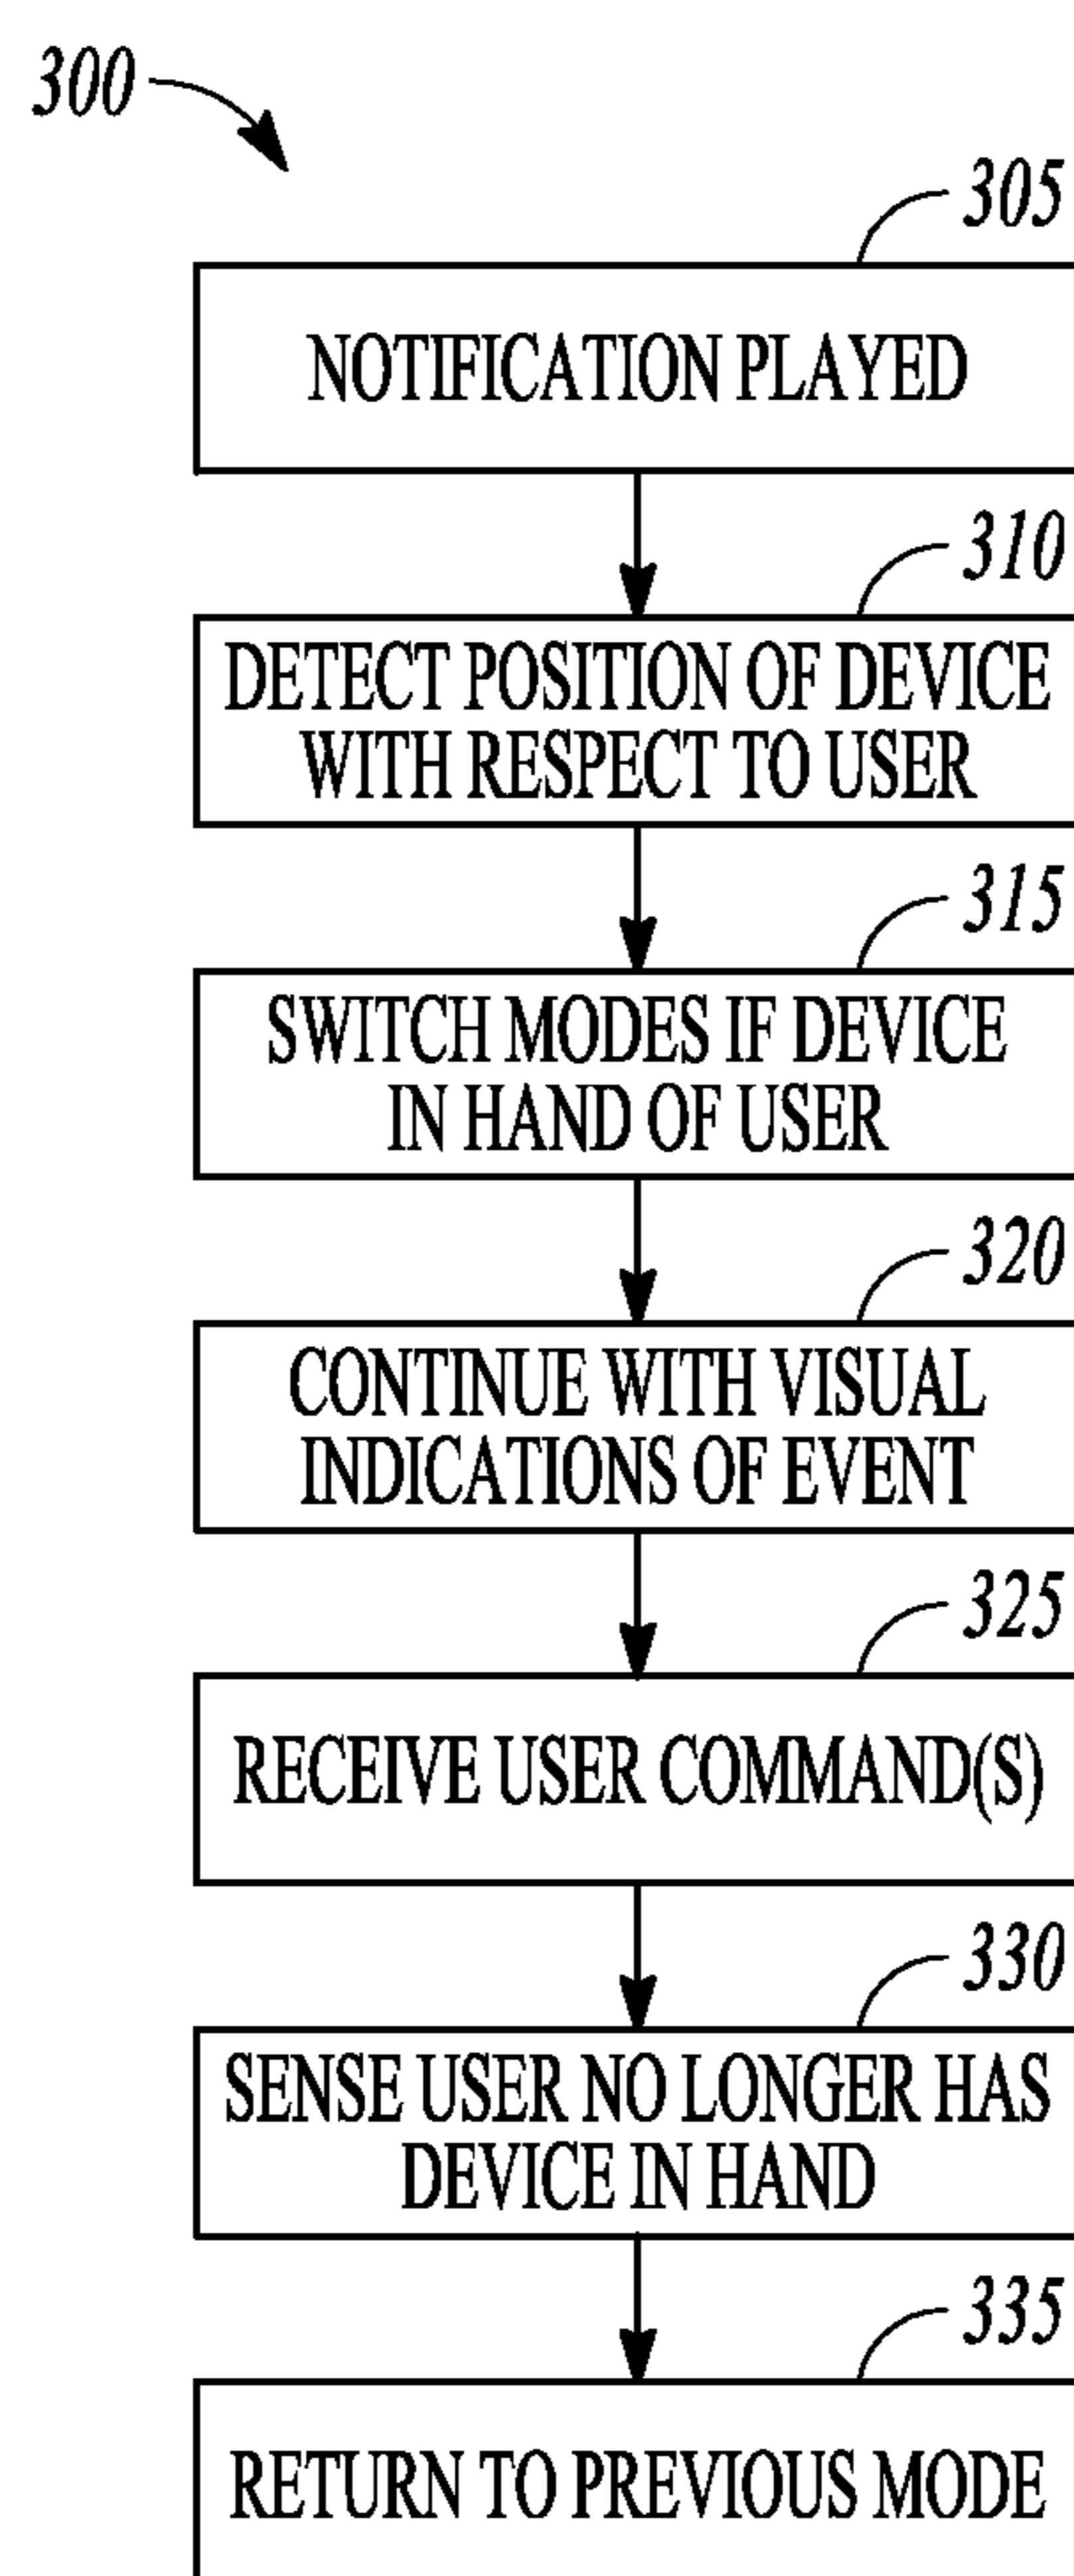 300
305
NOTIFICATION PLAYED
310
DETECT POSITION OF DEVICE
WITH RESPECT TO USER
315
SWITCH MODES IF DEVICE
IN HAND OF USER
320
CONTINUE WITH VISUAL
INDICATIONS OF EVENT
325
RECEIVE USER COMMAND(S)
330
SENSE USER NO LONGER HAS
DEVICE IN HAND
335
RETURN TO PREVIOUS MODE